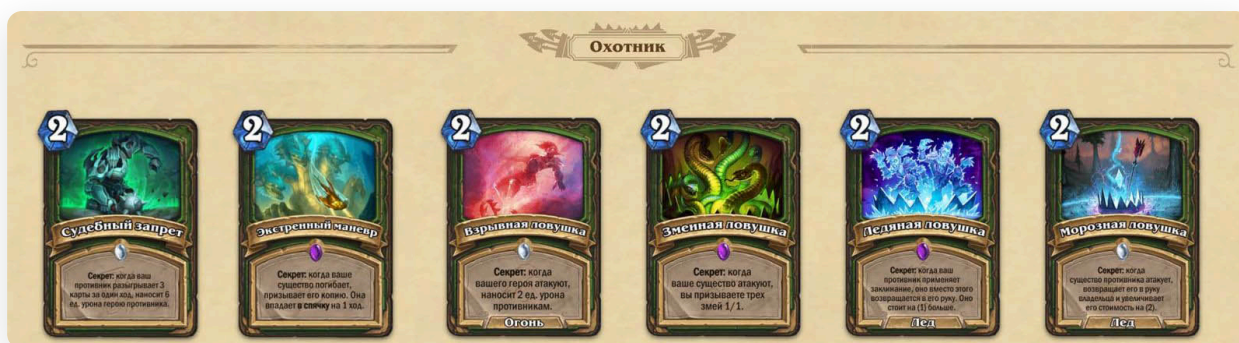 Охотник
2
Судебный запрет
Секрет: когда ваш
противник разыгрывает 3
карты за один ход, наносит 6
ед. урона герою противника.
2
Экстренный маневр
Секрет: когда ваше
существо погибает,
призывает его копию. Она
впадает в спячку на 1 ход.
2
Взрывная ловушка
Секрет: когда
вашего героя атакуют,
наносит 2 ед. урона
противникам.
Огонь
2
Змеиная ловушка
Секрет: когда
ваше существо атакуют,
вы призываете трех
змей 1/1.
2
Ледяная ловушка
Секрет: когда ваш
противник применяет
заклинание, оно вместо этого
возвращается в его руку. Оно
стоит на (1) больше.
Лед
2
Морозная ловушка
Секрет: когда
существо противника атакует,
возвращает его в руку
владельца и увеличивает
его стоимость на (2).
Лед